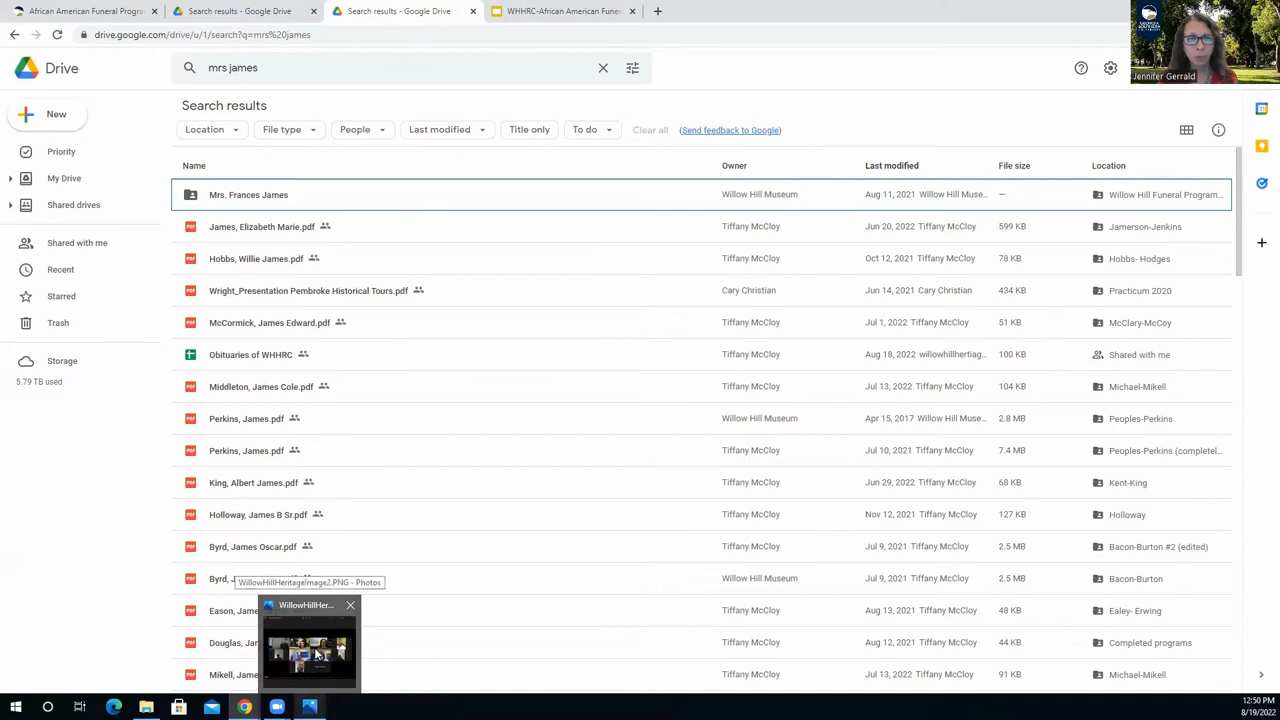 African American Funeral Progra
Search results - Google Drive
Search results - Google Drive
WHHRC-African American Funer
drive.google.com/drive/u/1/search?q=mrs%20james
Jennifer Gerrald
Drive
mrs james
New
Priority
My Drive
Shared drives
Shared with me
Recent
Starred
Trash
Storage
5.79 TB used
Search results
Location
File type
People
Last modified
Title only
To do
Clear all
(Send feedback to Google)
Name Owner Last modified File size Location
Mrs. Frances James Willow Hill Museum Aug 11, 2021 Willow Hill Muse... — Willow Hill Funeral Program...
James, Elizabeth Marie.pdf Tiffany McCloy Jun 20, 2022 Tiffany McCloy 599 KB Jamerson-Jenkins
Hobbs, Willie James.pdf Tiffany McCloy Oct 12, 2021 Tiffany McCloy 78 KB Hobbs- Hodges
Wright_Presentation Pembroke Historical Tours.pdf Cary Christian Jun 14, 2021 Cary Christian 434 KB Practicum 2020
McCormick, James Edward.pdf Tiffany McCloy Jul 1, 2022 Tiffany McCloy 51 KB McClary-McCoy
Obituaries of WHHRC Tiffany McCloy Aug 18, 2022 willowhillhertiag... 100 KB Shared with me
Middleton, James Cole.pdf Tiffany McCloy Jul 13, 2022 Tiffany McCloy 104 KB Michael-Mikell
Perkins, James.pdf Willow Hill Museum Apr 15, 2017 Willow Hill Muse... 2.8 MB Peoples-Perkins
Perkins, James.pdf Tiffany McCloy Jul 10, 2021 Tiffany McCloy 7.4 MB Peoples-Perkins (completel...
King, Albert James.pdf Tiffany McCloy Jun 29, 2022 Tiffany McCloy 68 KB Kent-King
Holloway, James B Sr.pdf Tiffany McCloy Nov 12, 2021 Tiffany McCloy 127 KB Holloway
Byrd, James Oscar.pdf Tiffany McCloy Jul 9, 2021 Tiffany McCloy 2.5 MB Bacon-Burton #2 (edited)
Byrd, J Willow Hill Museum Jul 9, 2021 Tiffany McCloy 2.5 MB Bacon-Burton
WillowHillHeritageImage2.PNG - Photos
WillowHillHer...
Eason, Jame Tiffany McCloy Aug 13, 2021 Tiffany McCloy 48 KB Ealey- Erwing
Douglas, Jar Tiffany McCloy Aug 12, 2021 Tiffany McCloy 44 KB Completed programs
Mikell, Jame Tiffany McCloy Jul 13, 2022 Tiffany McCloy 91 KB Michael-Mikell
12:50 PM
8/19/2022